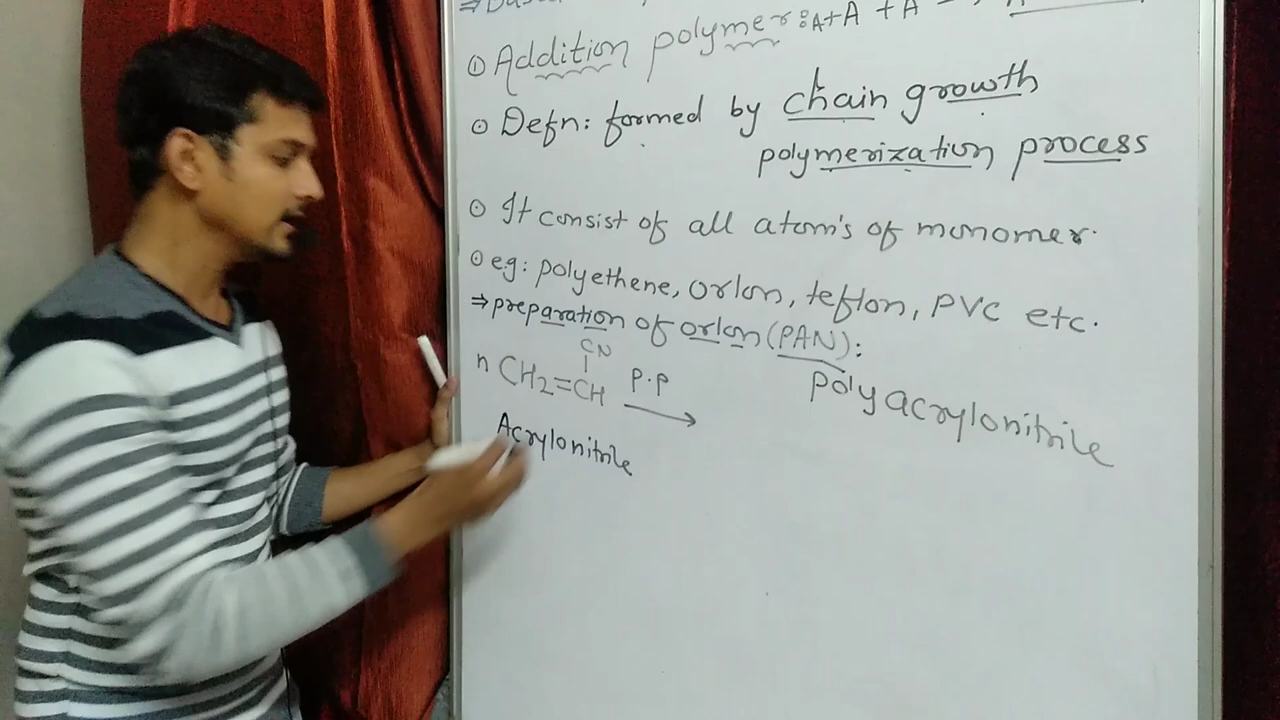 ① Addition polymer: A + A + A
⊙ Defn: formed by chain growth
polymerization process
⊙ It consist of all atom's of monomer.
⊙ e.g: polyethene, orlon, teflon, PVC etc.
⇒ preparation of orlon (PAN):
polyacrylonitrile
CN
n CH2=CH P.P →
Acrylonitrile